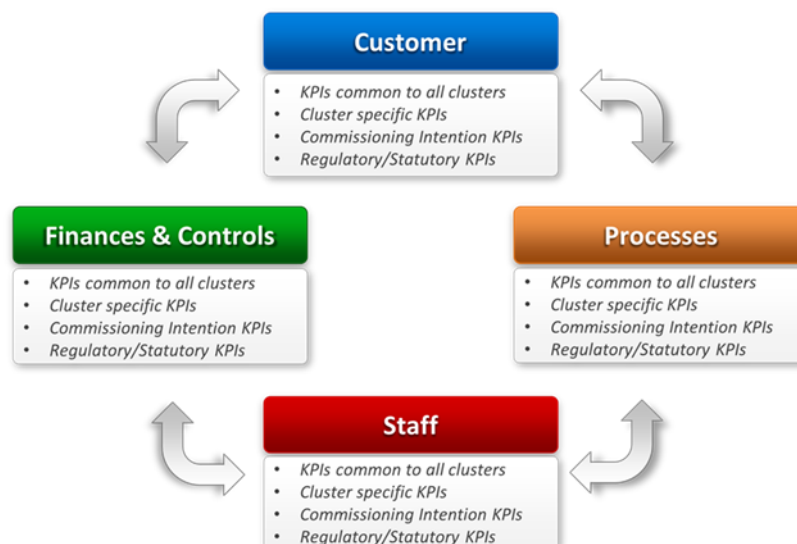 Customer
• KPIs common to all clusters
• Cluster specific KPIs
• Commissioning Intention KPIs
• Regulatory/Statutory KPIs
Finances & Controls
• KPIs common to all clusters
• Cluster specific KPIs
• Commissioning Intention KPIs
• Regulatory/Statutory KPIs
Processes
• KPIs common to all clusters
• Cluster specific KPIs
• Commissioning Intention KPIs
• Regulatory/Statutory KPIs
Staff
• KPIs common to all clusters
• Cluster specific KPIs
• Commissioning Intention KPIs
• Regulatory/Statutory KPIs